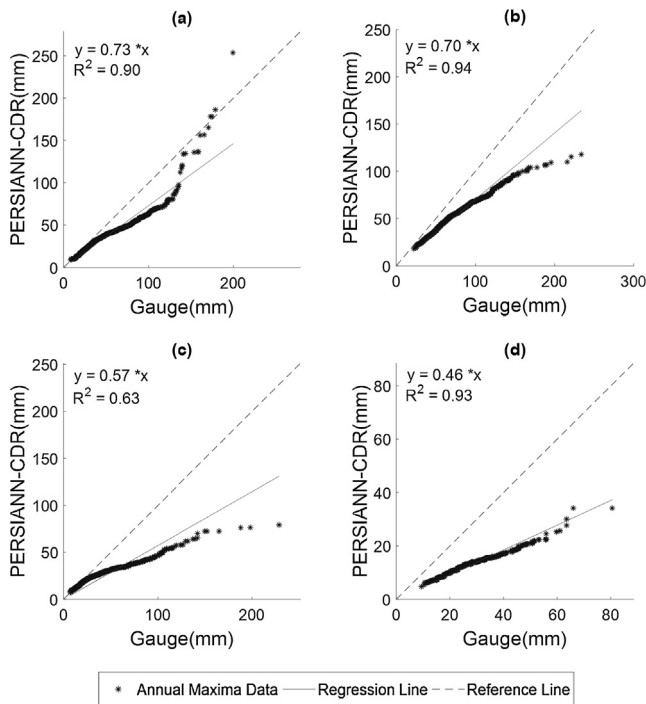 (a)
y = 0.73 *x
R² = 0.90
PERSIANN-CDR(mm)
250
200
150
100
50
0
0 100 200
Gauge(mm)
(b)
y = 0.70 *x
R² = 0.94
PERSIANN-CDR(mm)
250
200
150
100
50
0
0 100 200 300
Gauge(mm)
(c)
y = 0.57 *x
R² = 0.63
PERSIANN-CDR(mm)
250
200
150
100
50
0
0 100 200
Gauge(mm)
(d)
y = 0.46 *x
R² = 0.93
PERSIANN-CDR(mm)
80
60
40
20
0
0 20 40 60 80
Gauge(mm)
Annual Maxima Data Regression Line Reference Line